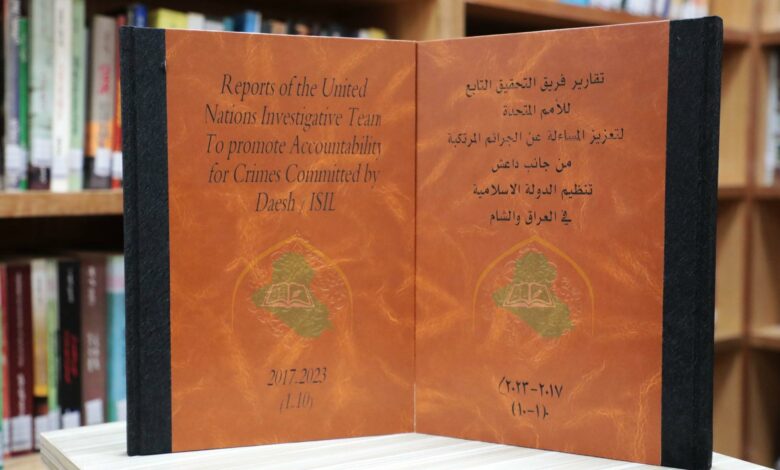 Reports of the United
Nations Investigative Team
To promote Accountability
for Crimes Committed by
Daesh / ISIL
2017.2023
(1.10)
تقارير فريق التحقيق التابع
للأمم المتحدة
لتعزيز المساءلة عن الجرائم المرتكبة
من جانب داعش
تنظيم الدولة الاسلامية
في العراق والشام
(٢٠٢٣-٢٠١٧
(١٠-١).